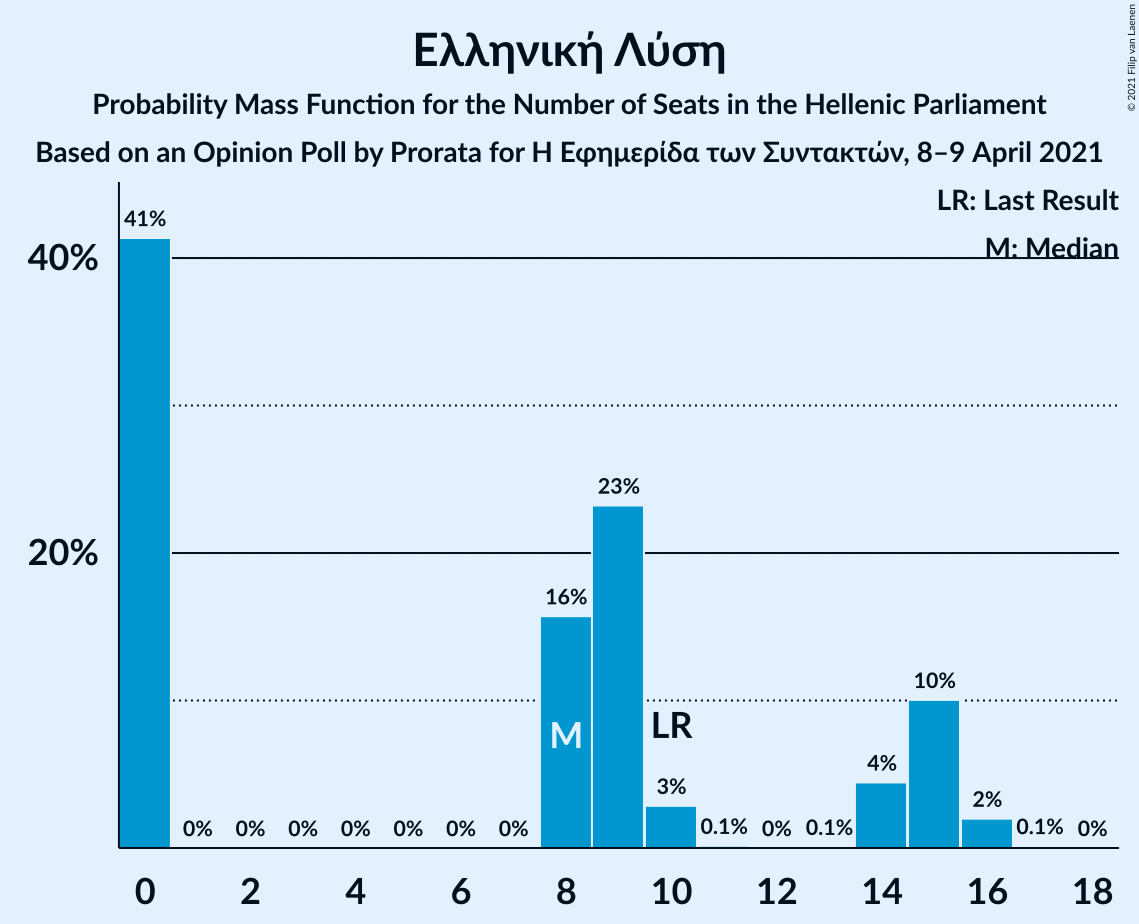 Ελληνική Λύση
Probability Mass Function for the Number of Seats in the Hellenic Parliament
Based on an Opinion Poll by Prorata for Η Εφημερίδα των Συντακτών, 8–9 April 2021
© 2021 Filip van Laenen
LR: Last Result
M: Median
40%
20%
41%
0%
0%
0%
0%
0%
0%
0%
16%
23%
3%
0.1%
0%
0.1%
4%
10%
2%
0.1%
0%
M
LR
0 2 4 6 8 10 12 14 16 18